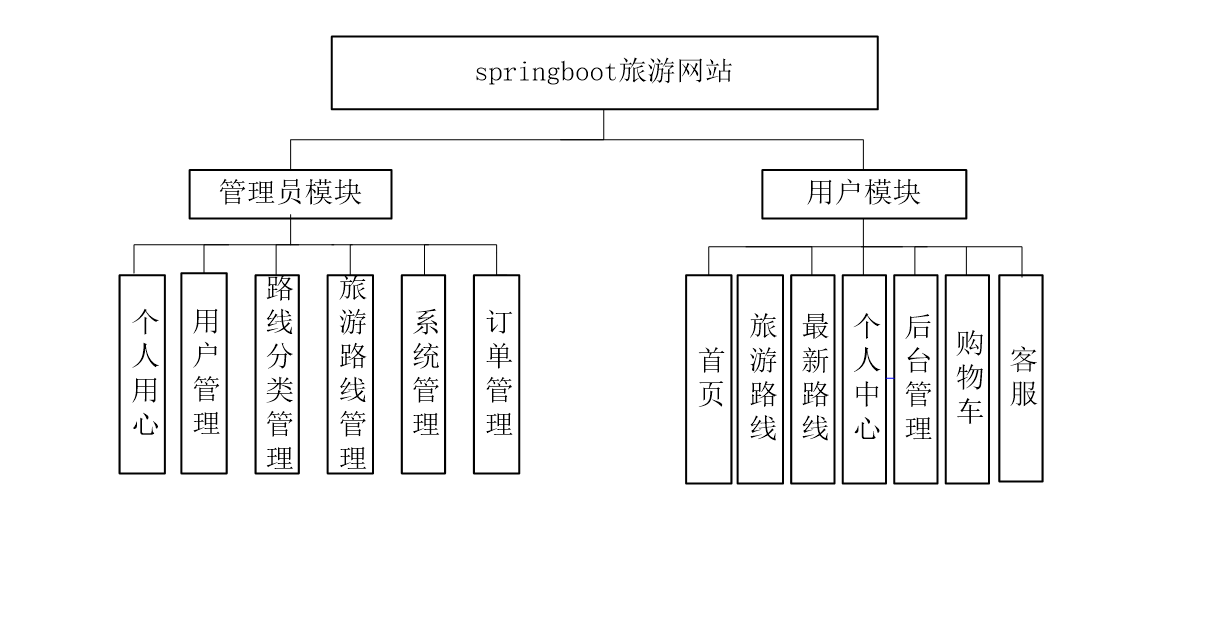 springboot旅游网站
管理员模块
用户模块
个人用心
用户管理
路线分类管理
旅游路线管理
系统管理
订单管理
首页
旅游路线
最新路线
个人中心
后台管理
购物车
客服